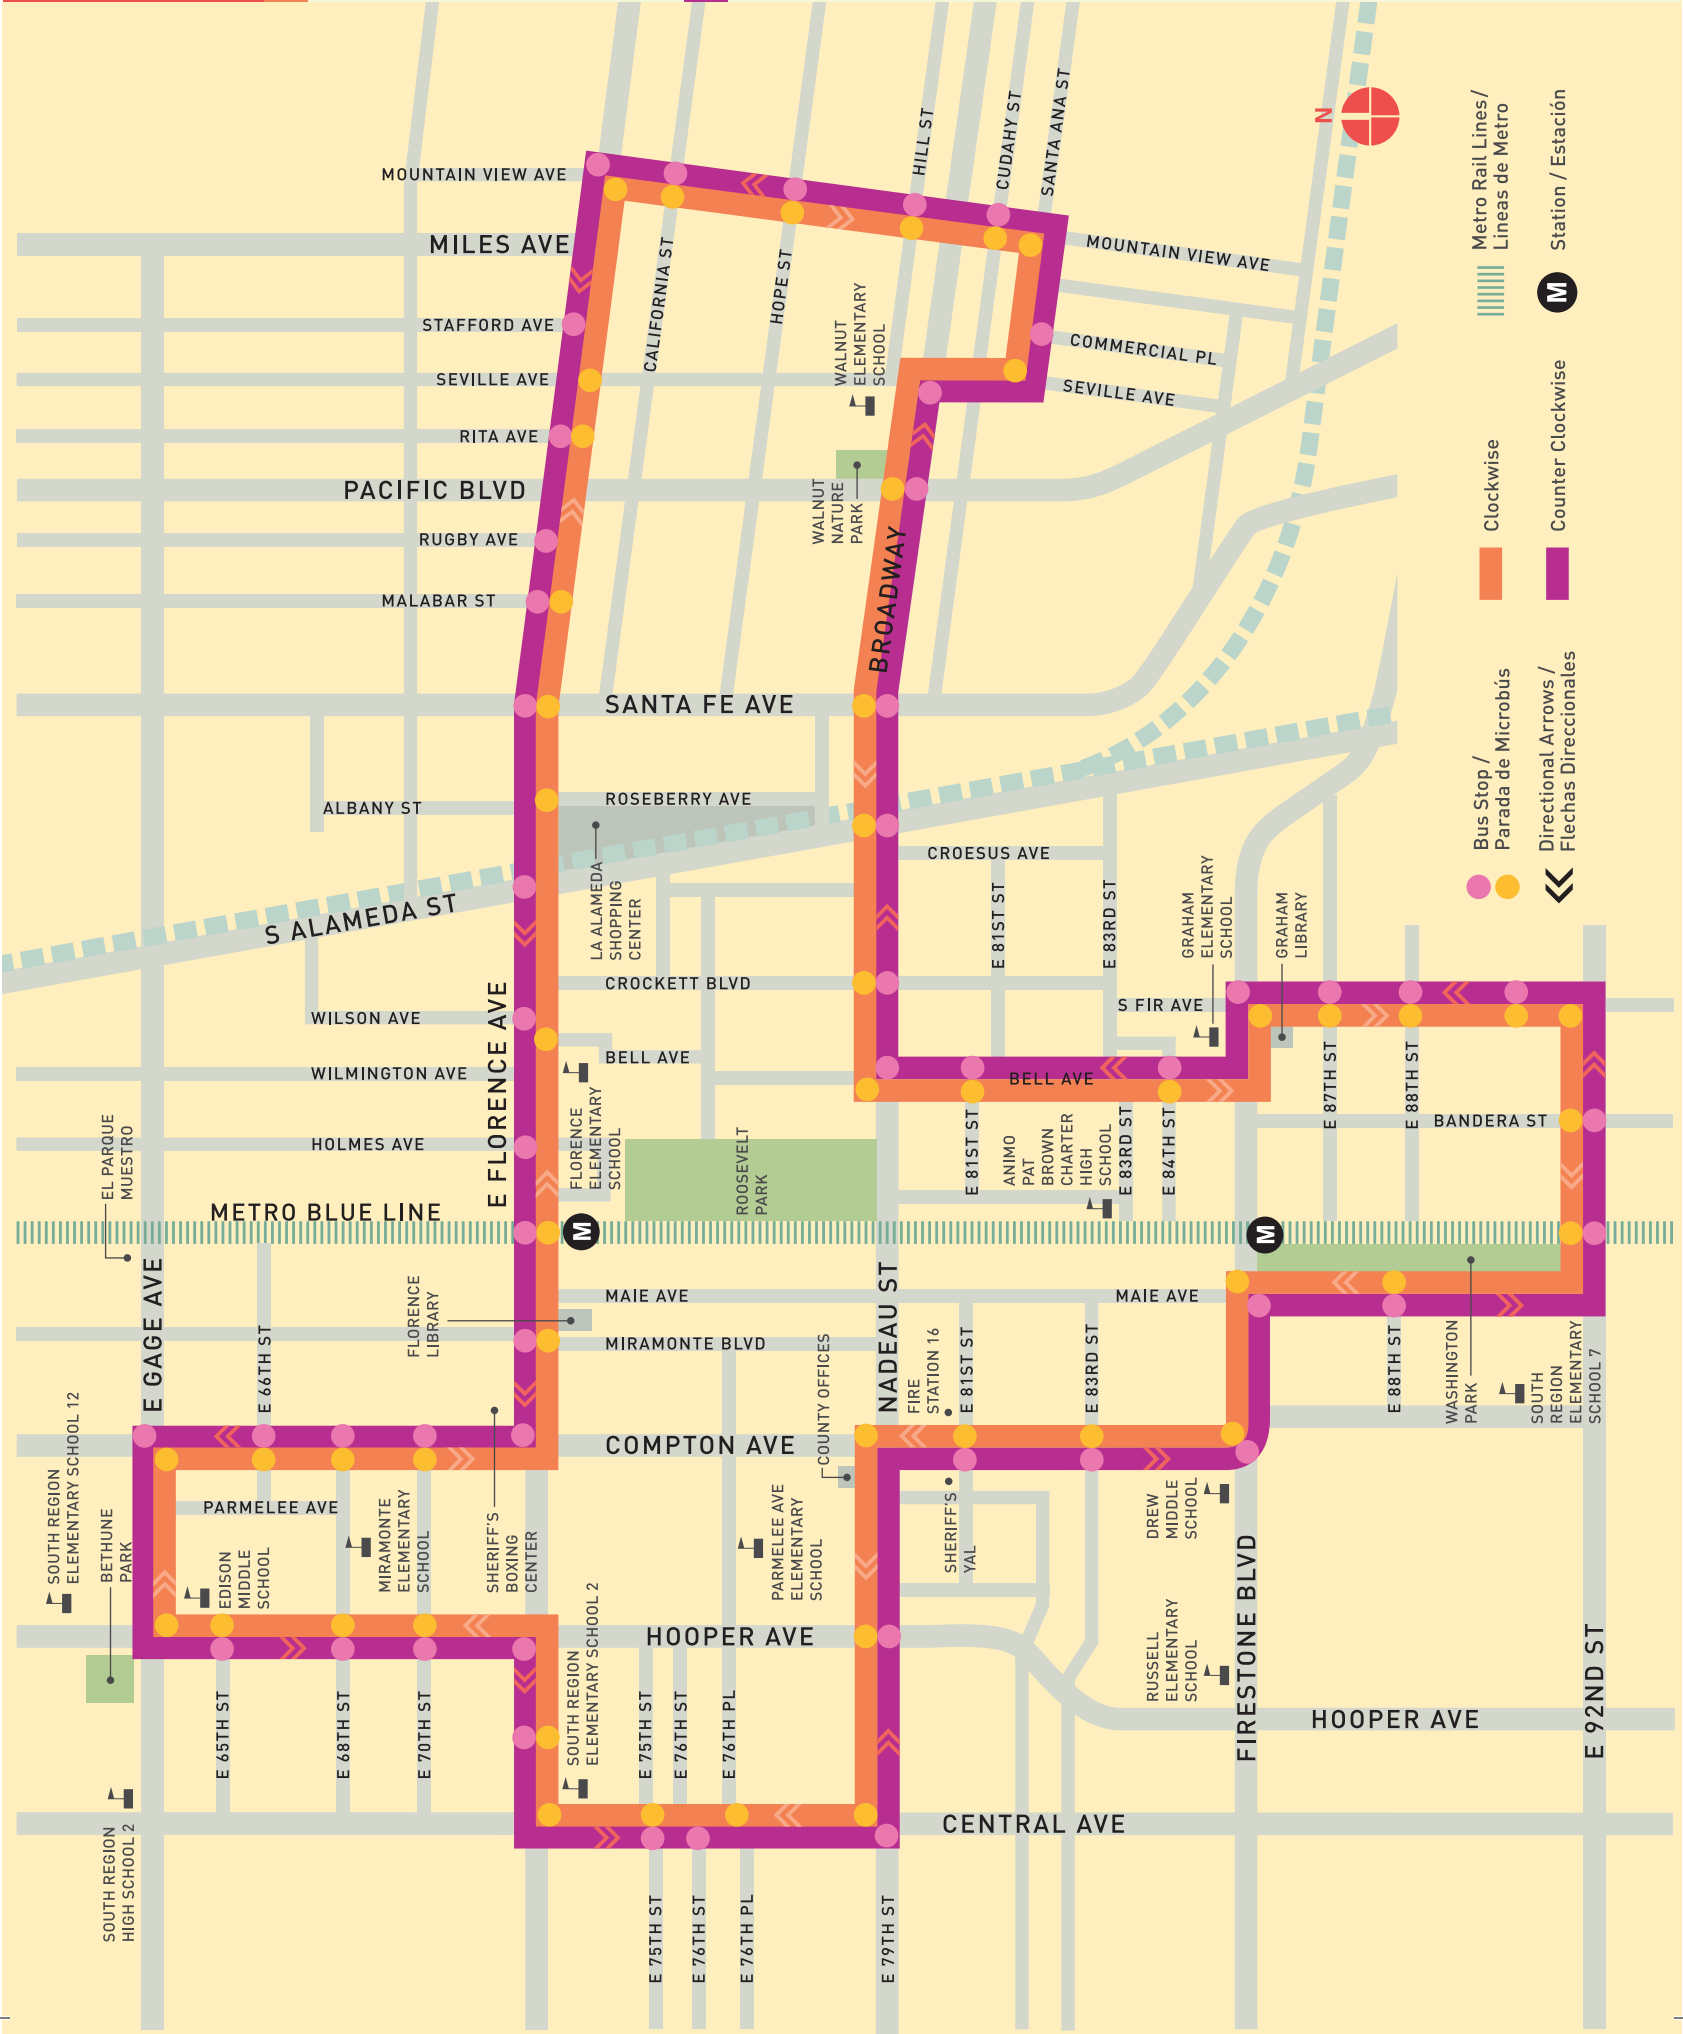 MOUNTAIN VIEW AVE
MILES AVE
STAFFORD AVE
SEVILLE AVE
RITA AVE
PACIFIC BLVD
RUGBY AVE
MALABAR ST
CALIFORNIA ST
HOPE ST
HILL ST
CUDAHY ST
SANTA ANA ST
MOUNTAIN VIEW AVE
COMMERCIAL PL
SEVILLE AVE
WALNUT
ELEMENTARY
SCHOOL
WALNUT
NATURE
PARK
BROADWAY
SANTA FE AVE
N
Metro Rail Lines/
Lineas de Metro
M
Station / Estación
Clockwise
Counter Clockwise
Bus Stop /
Parada de Microbús
Directional Arrows/
Flechas Direccionales
ALBANY ST
ROSEBERRY AVE
S ALAMEDA ST
LA ALAMEDA
SHOPPING
CENTER
CROESUS AVE
E 81ST ST
E 83RD ST
GRAHAM
ELEMENTARY
SCHOOL
GRAHAM
LIBRARY
CROCKETT BLVD
S FIR AVE
WILSON AVE
E FLORENCE AVE
BELL AVE
WILMINGTON AVE
BELL AVE
E 87TH ST
E 88TH ST
BANDERA ST
EL PARQUE
MUESTRO
HOLMES AVE
FLORENCE
ELEMENTARY
SCHOOL
ROOSEVELT
PARK
E 81ST ST
ANIMO
PAT
BROWN
CHARTER
HIGH
SCHOOL
E 83RD ST
E 84TH ST
METRO BLUE LINE
M
M
E GAGE AVE
E 66TH ST
FLORENCE
LIBRARY
MAIE AVE
MAIE AVE
MIRAMONTE BLVD
NADEAU ST
FIRE
STATION 16
E 81ST ST
E 83RD ST
E 88TH ST
WASHINGTON
PARK
SOUTH
REGION
ELEMENTARY
SCHOOL 7
COMPTON AVE
COUNTY OFFICES
SOUTH REGION
ELEMENTARY SCHOOL 12
BETHUNE
PARK
PARMELEE AVE
EDISON
MIDDLE
SCHOOL
MIRAMONTE
ELEMENTARY
SCHOOL
SHERIFF'S
BOXING
CENTER
PARMELEE AVE
ELEMENTARY
SCHOOL
SHERIFF'S
YAL
DREW
MIDDLE
SCHOOL
FIRESTONE BLVD
HOOPER AVE
SOUTH REGION
ELEMENTARY SCHOOL 2
RUSSELL
ELEMENTARY
SCHOOL
E 92ND ST
HOOPER AVE
E 65TH ST
E 68TH ST
E 70TH ST
E 75TH ST
E 76TH ST
E 76TH PL
CENTRAL AVE
SOUTH REGION
HIGH SCHOOL 2
E 75TH ST
E 76TH ST
E 76TH PL
E 79TH ST